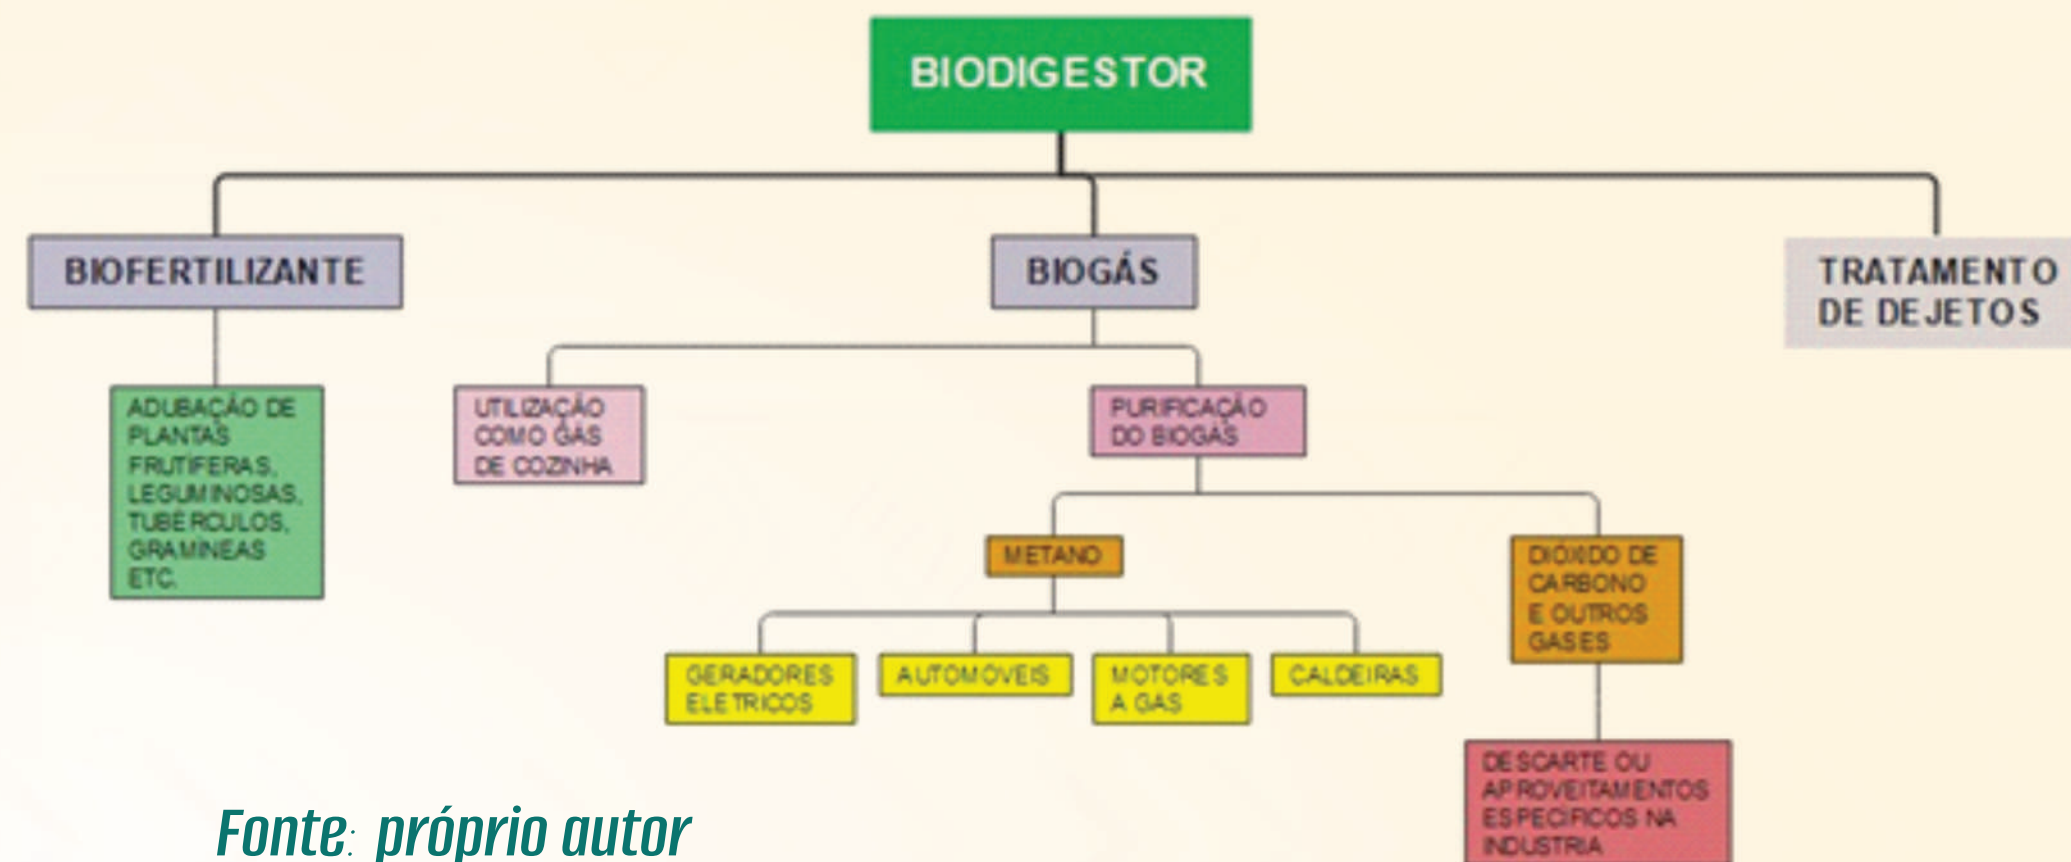 BIODIGESTOR
BIOFERTILIZANTE
BIOGÁS
TRATAMENTO
DE DEJETOS
ADUBAÇÃO DE
PLANTAS
FRUTÍFERAS,
LEGUMINOSAS,
TUBÉRCULOS,
GRAMÍNEAS
ETC.
UTILIZAÇÃO
COMO GÁS
DE COZINHA
PURIFICAÇÃO
DO BIOGÁS
METANO
DIÓXIDO DE
CARBONO
E OUTROS
GASES
GERADORES
ELETRICOS
AUTOMÓVEIS
MOTORES
A GÁS
CALDEIRAS
DESCARTE OU
APROVEITAMENTOS
ESPECÍFICOS NA
INDUSTRIA
Fonte: próprio autor